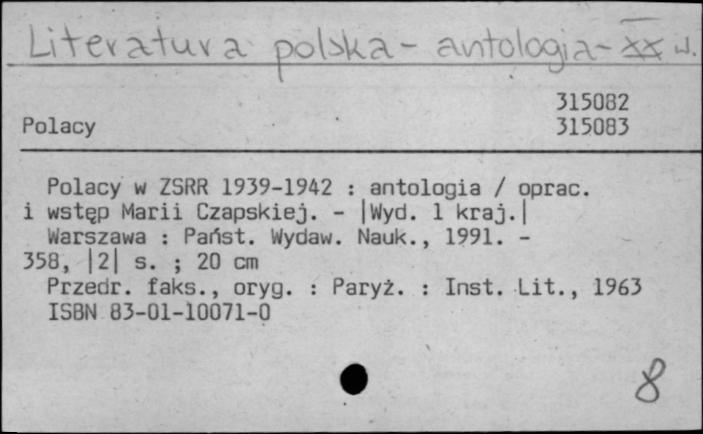 Literatura polska - antologia - XX w.
315082
Polacy 315083
Polacy w ZSRR 1939-1942 : antologia / oprac.
i wstęp Marii Czapskiej. - |Wyd. 1 kraj.|
Warszawa : Państ. Wydaw. Nauk., 1991. -
358, |2| s. ; 20 cm
Przedr. faks., oryg. : Paryż. : Inst. Lit., 1963
ISBN 83-01-10071-0
8